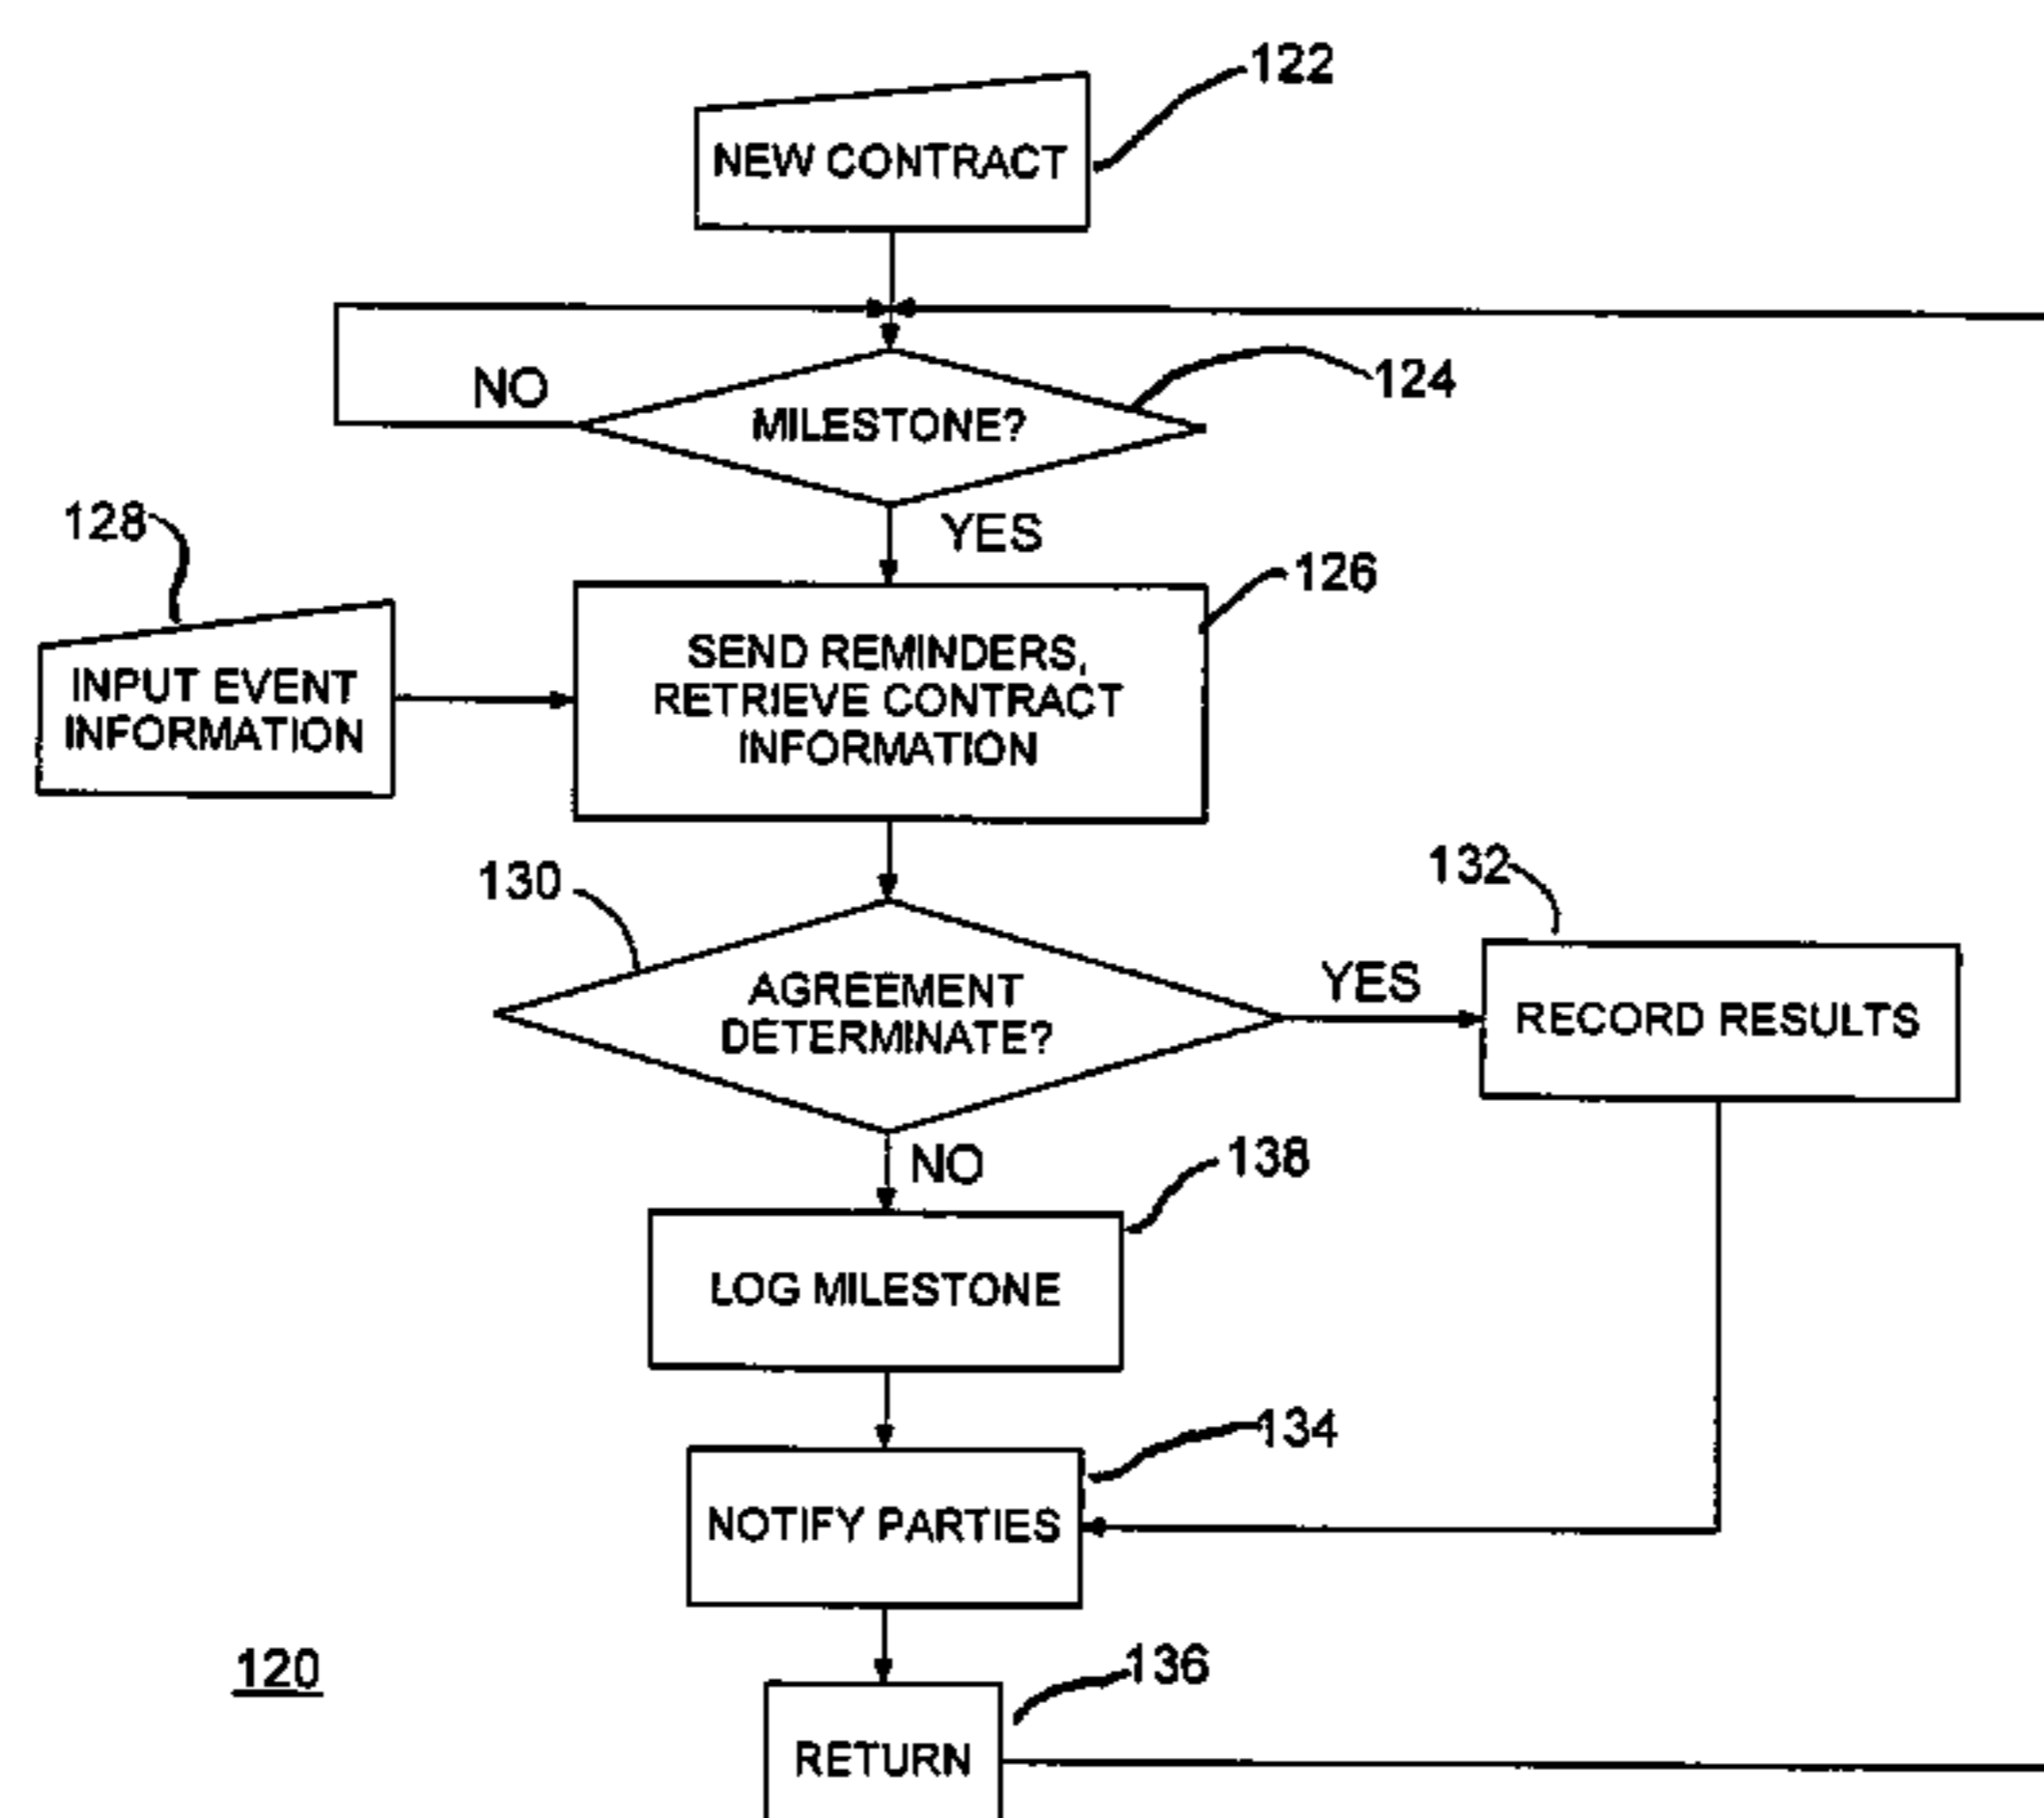 122
NEW CONTRACT
NO
124
MILESTONE?
128
YES
126
INPUT EVENT
INFORMATION
SEND REMINDERS,
RETRIEVE CONTRACT
INFORMATION
130
132
AGREEMENT
DETERMINATE?
YES
RECORD RESULTS
NO
138
LOG MILESTONE
134
NOTIFY PARTIES
120
136
RETURN